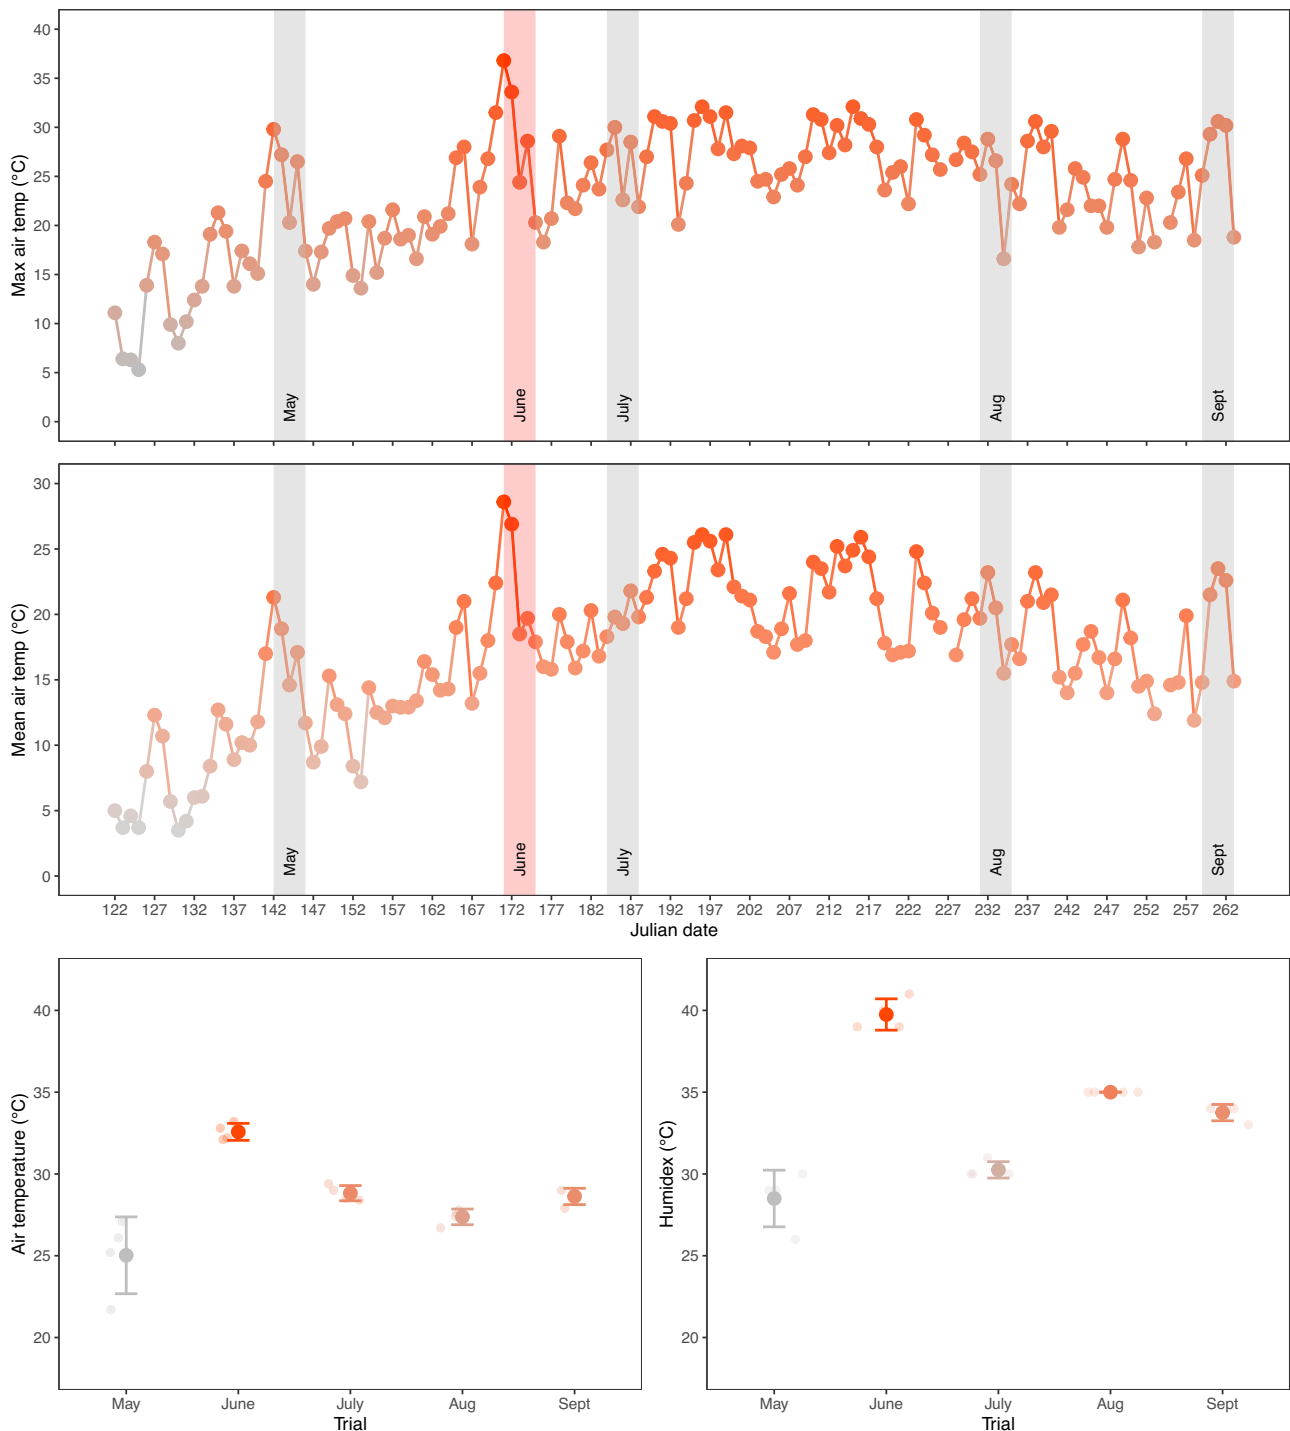 40
35
30
25
20
15
10
5
0
Max air temp (°C)
May
June
July
Aug
Sept
30
25
20
15
10
5
0
Mean air temp (°C)
May
June
July
Aug
Sept
122 127 132 137 142 147 152 157 162 167 172 177 182 187 192 197 202 207 212 217 222 227 232 237 242 247 252 257 262
Julian date
40
35
30
25
20
Air temperature (°C)
May June July Aug Sept
Trial
40
35
30
25
20
Humidex (°C)
May June July Aug Sept
Trial